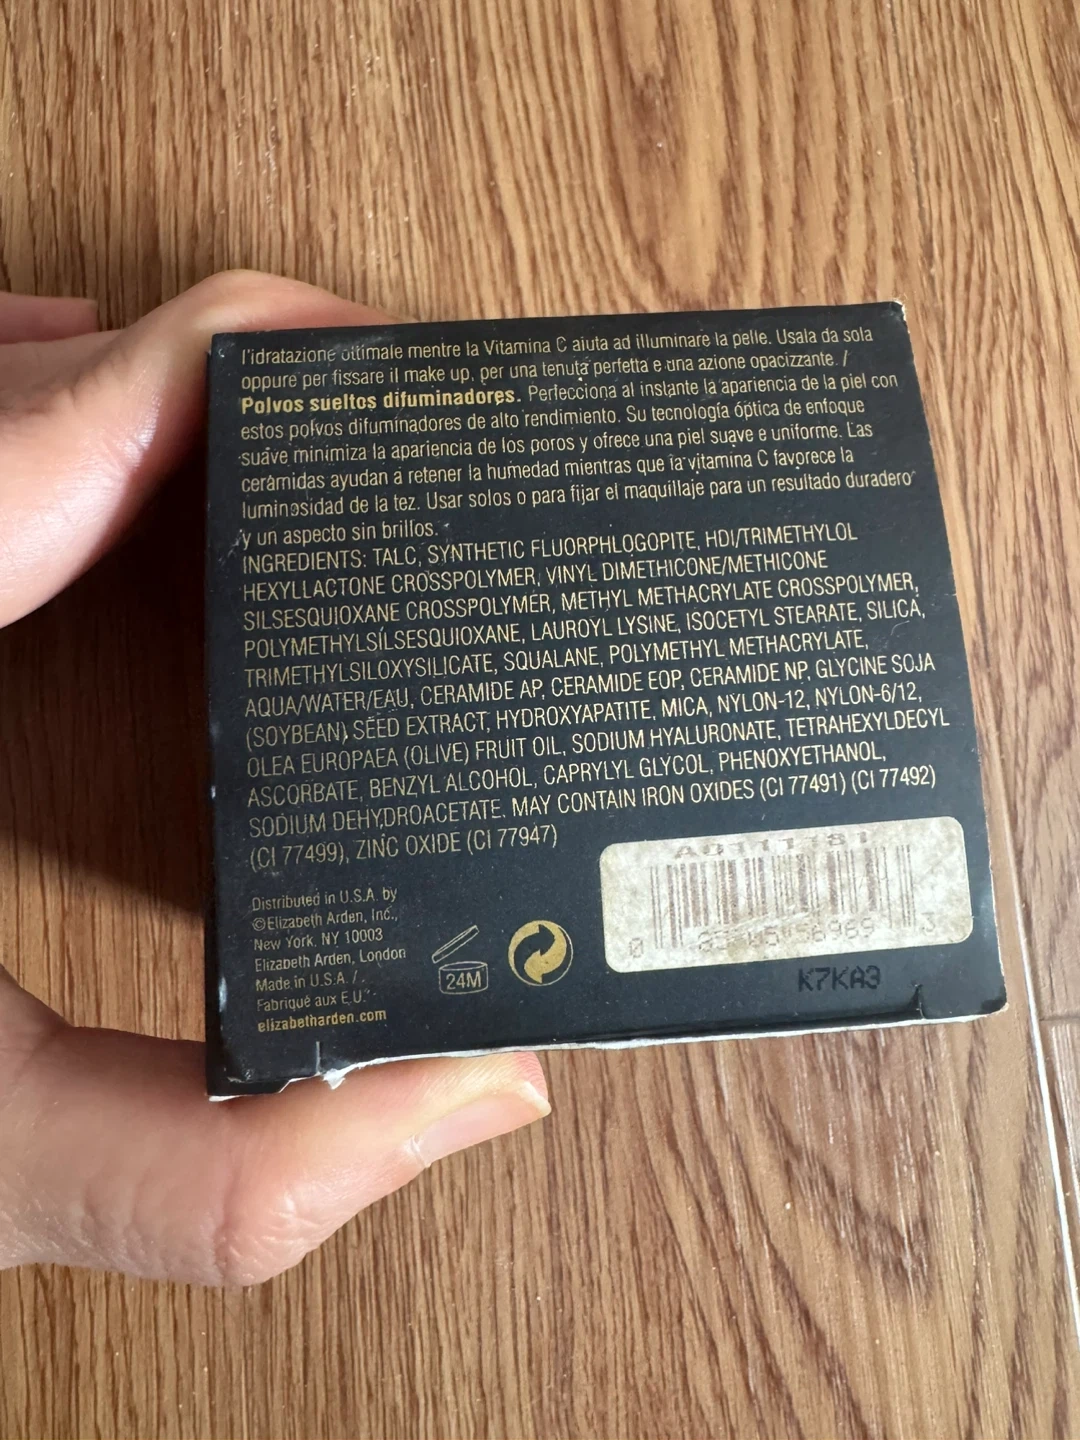 l'idratazione ottimale mentre la Vitamina C aiuta ad illuminare la pelle. Usala da sola
oppure per fissare il make up, per una tenuta perfetta e una azione opacizzante. /
Polvos sueltos difuminadores. Perfecciona al instante la apariencia de la piel con
estos polvos difuminadores de alto rendimiento. Su tecnología óptica de enfoque
suave minimiza la apariencia de los poros y ofrece una piel suave e uniforme. Las
cerámidas ayudan a retener la humedad mientras que la vitamina C favorece la
luminosidad de la tez. Usar solos o para fijar el maquillaje para un resultado duradero
y un aspecto sin brillos.
INGREDIENTS: TALC, SYNTHETIC FLUORPHLOGOPITE, HDI/TRIMETHYLOL
HEXYLLACTONE CROSSPOLYMER, VINYL DIMETHICONE/METHICONE
SILSESQUIOXANE CROSSPOLYMER, METHYL METHACRYLATE CROSSPOLYMER,
POLYMETHYLSILSESQUIOXANE, LAUROYL LYSINE, ISOCETYL STEARATE, SILICA,
TRIMETHYLSILOXYSILICATE, SQUALANE, POLYMETHYL METHACRYLATE,
AQUA/WATER/EAU, CERAMIDE AP, CERAMIDE EOP, CERAMIDE NP, GLYCINE SOJA
(SOYBEAN) SEED EXTRACT, HYDROXYAPATITE, MICA, NYLON-12, NYLON-6/12,
OLEA EUROPAEA (OLIVE) FRUIT OIL, SODIUM HYALURONATE, TETRAHEXYLDECYL
ASCORBATE, BENZYL ALCOHOL, CAPRYLYL GLYCOL, PHENOXYETHANOL,
SODIUM DEHYDROACETATE. MAY CONTAIN IRON OXIDES (CI 77491) (CI 77492)
(CI 77499), ZINC OXIDE (CI 77947)
Distributed in U.S.A. by
©Elizabeth Arden, Inc.,
New York, NY 10003
Elizabeth Arden, London
Made in U.S.A. /
Fabriqué aux E.U.
elizabetharden.com
24M
K7KA3